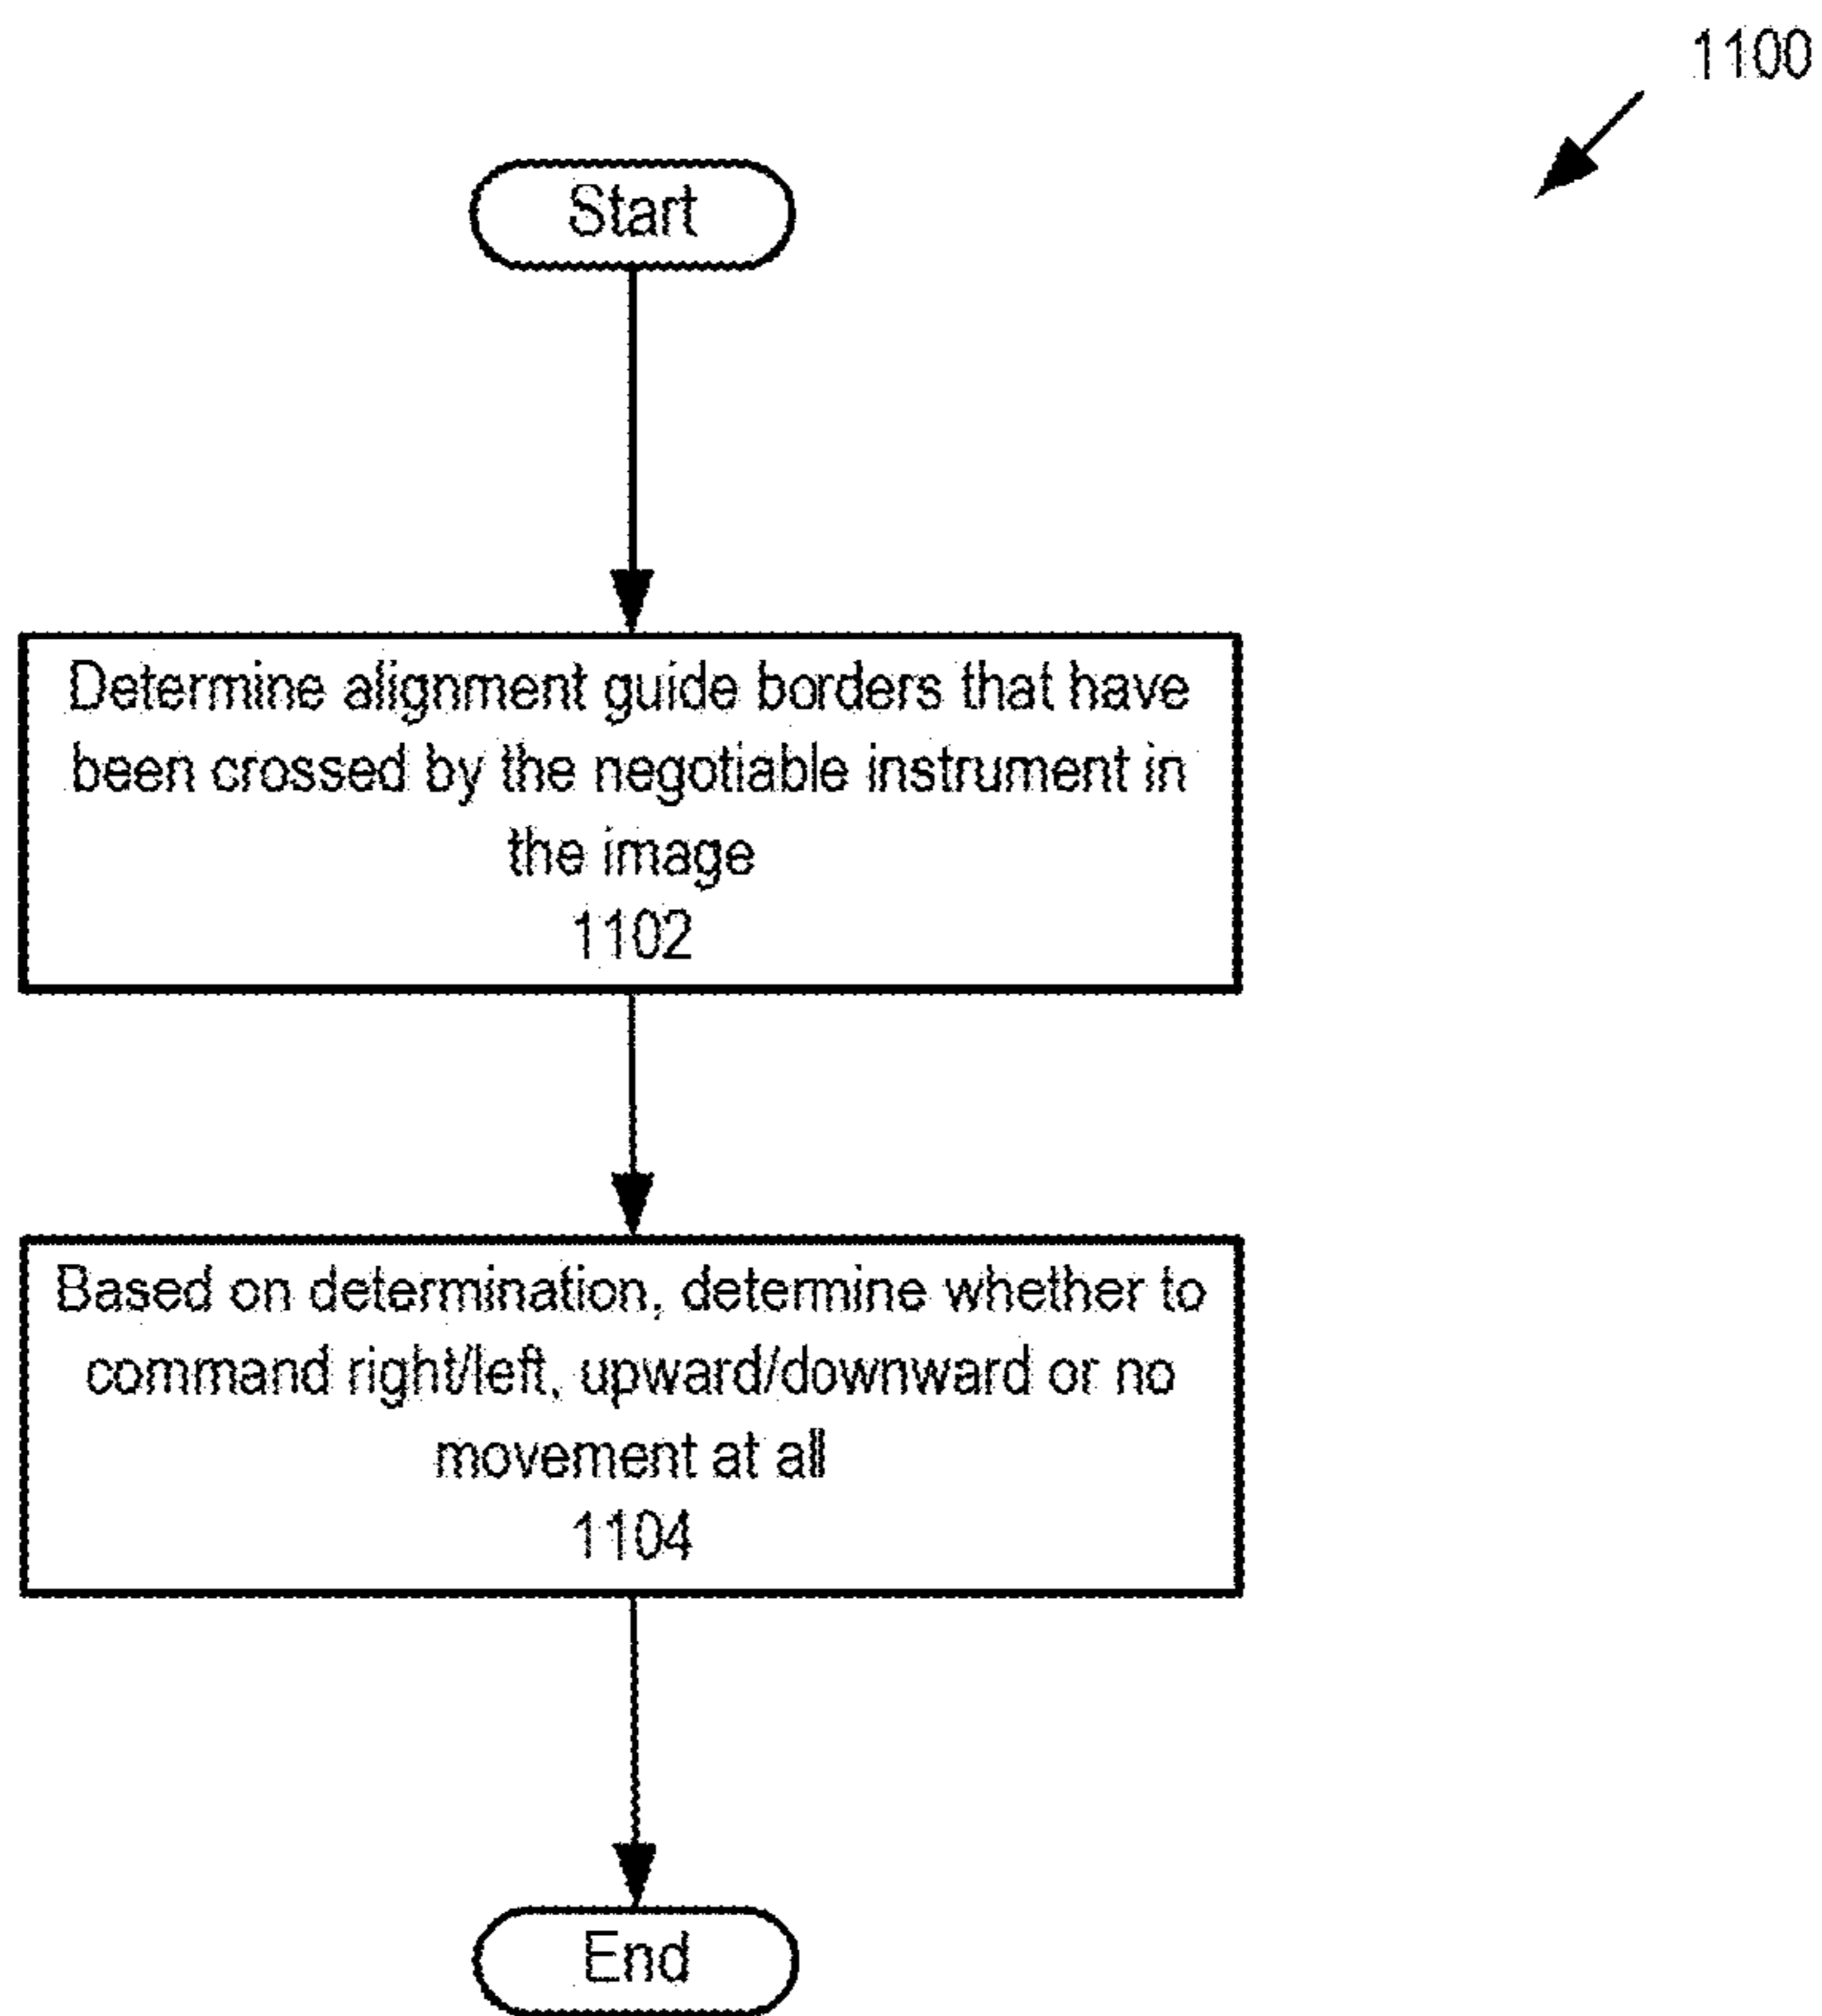 1100
Start
Determine alignment guide borders that have
been crossed by the negotiable instrument in
the image
1102
Based on determination, determine whether to
command right/left, upward/downward or no
movement at all
1104
End